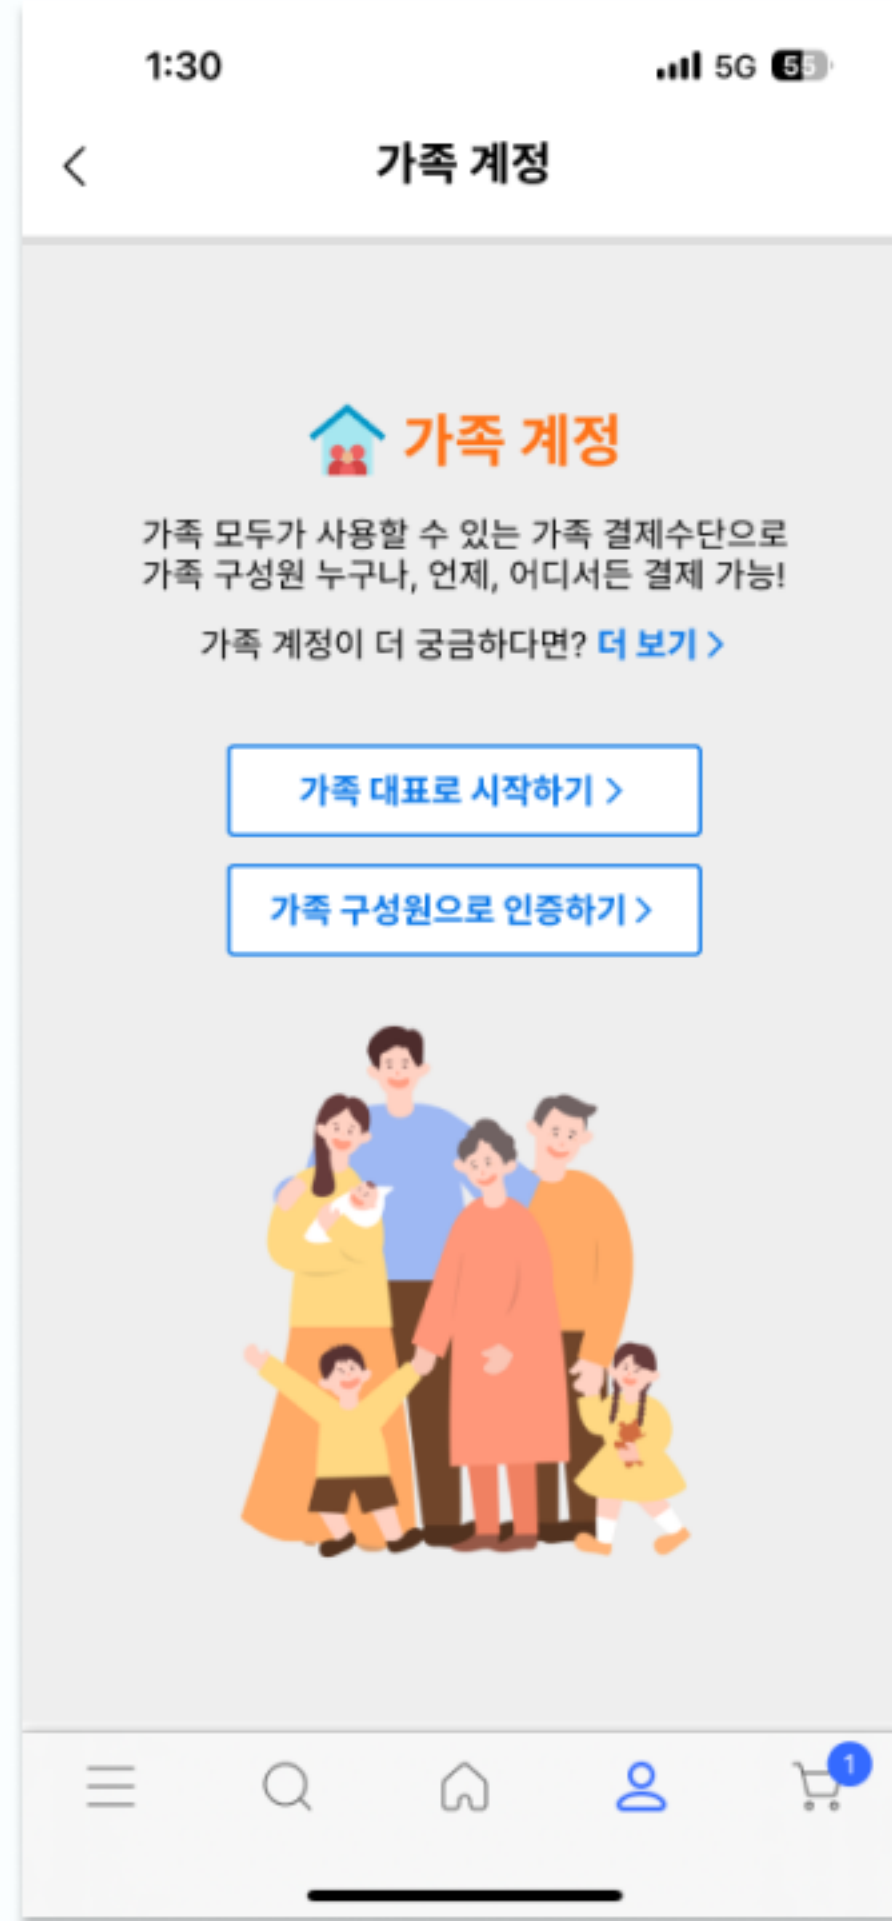 1:30
5G 55
가족 계정
가족 계정
가족 모두가 사용할 수 있는 가족 결제수단으로
가족 구성원 누구나, 언제, 어디서든 결제 가능!
가족 계정이 더 궁금하다면? 더 보기 >
가족 대표로 시작하기 >
가족 구성원으로 인증하기 >
1